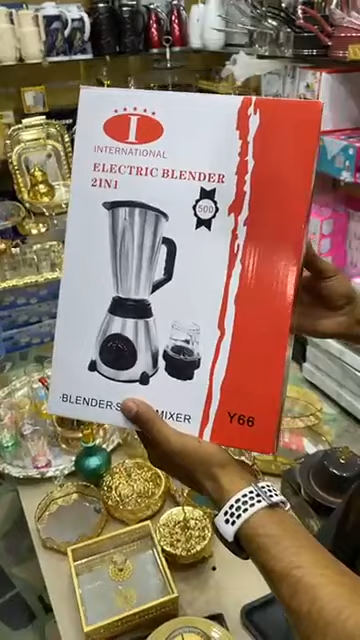 I
INTERNATIONAL
ELECTRIC BLENDER
2IN1
500
BLENDER
MIXER
Y66